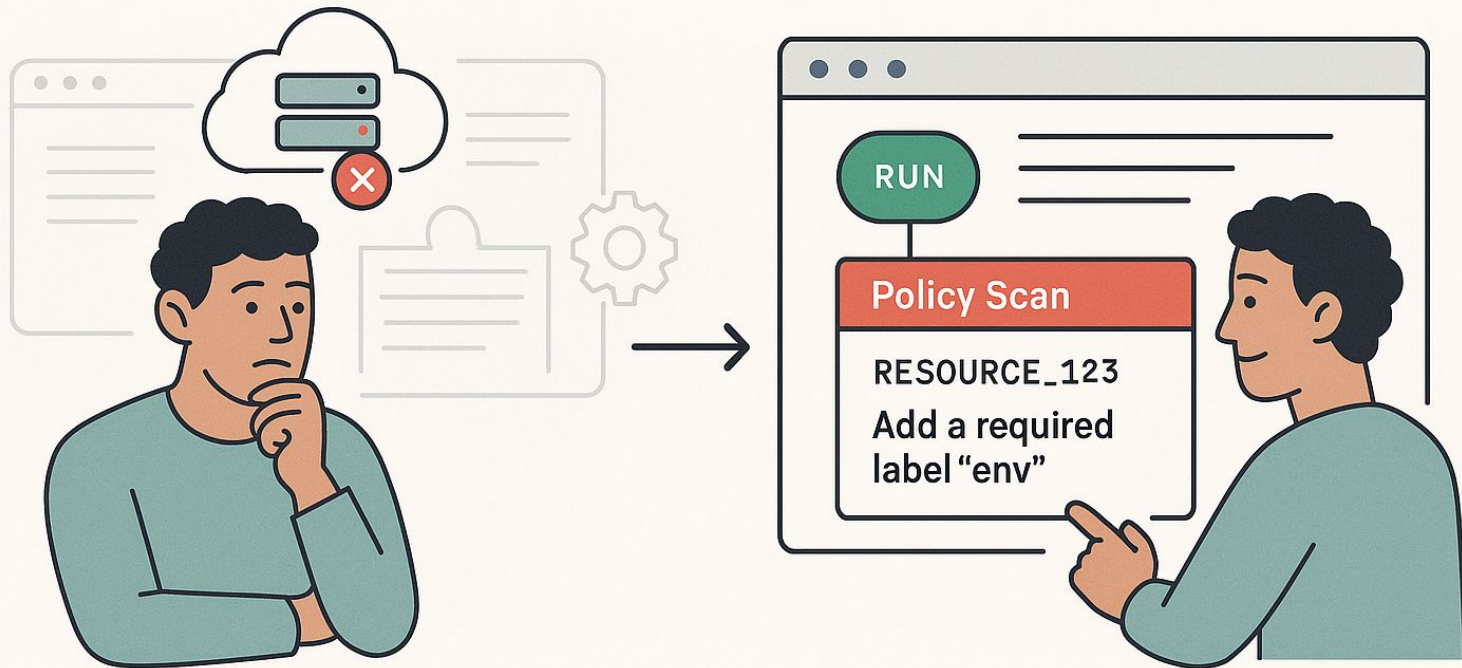 RUN
Policy Scan
RESOURCE_123
Add a required
label “env”